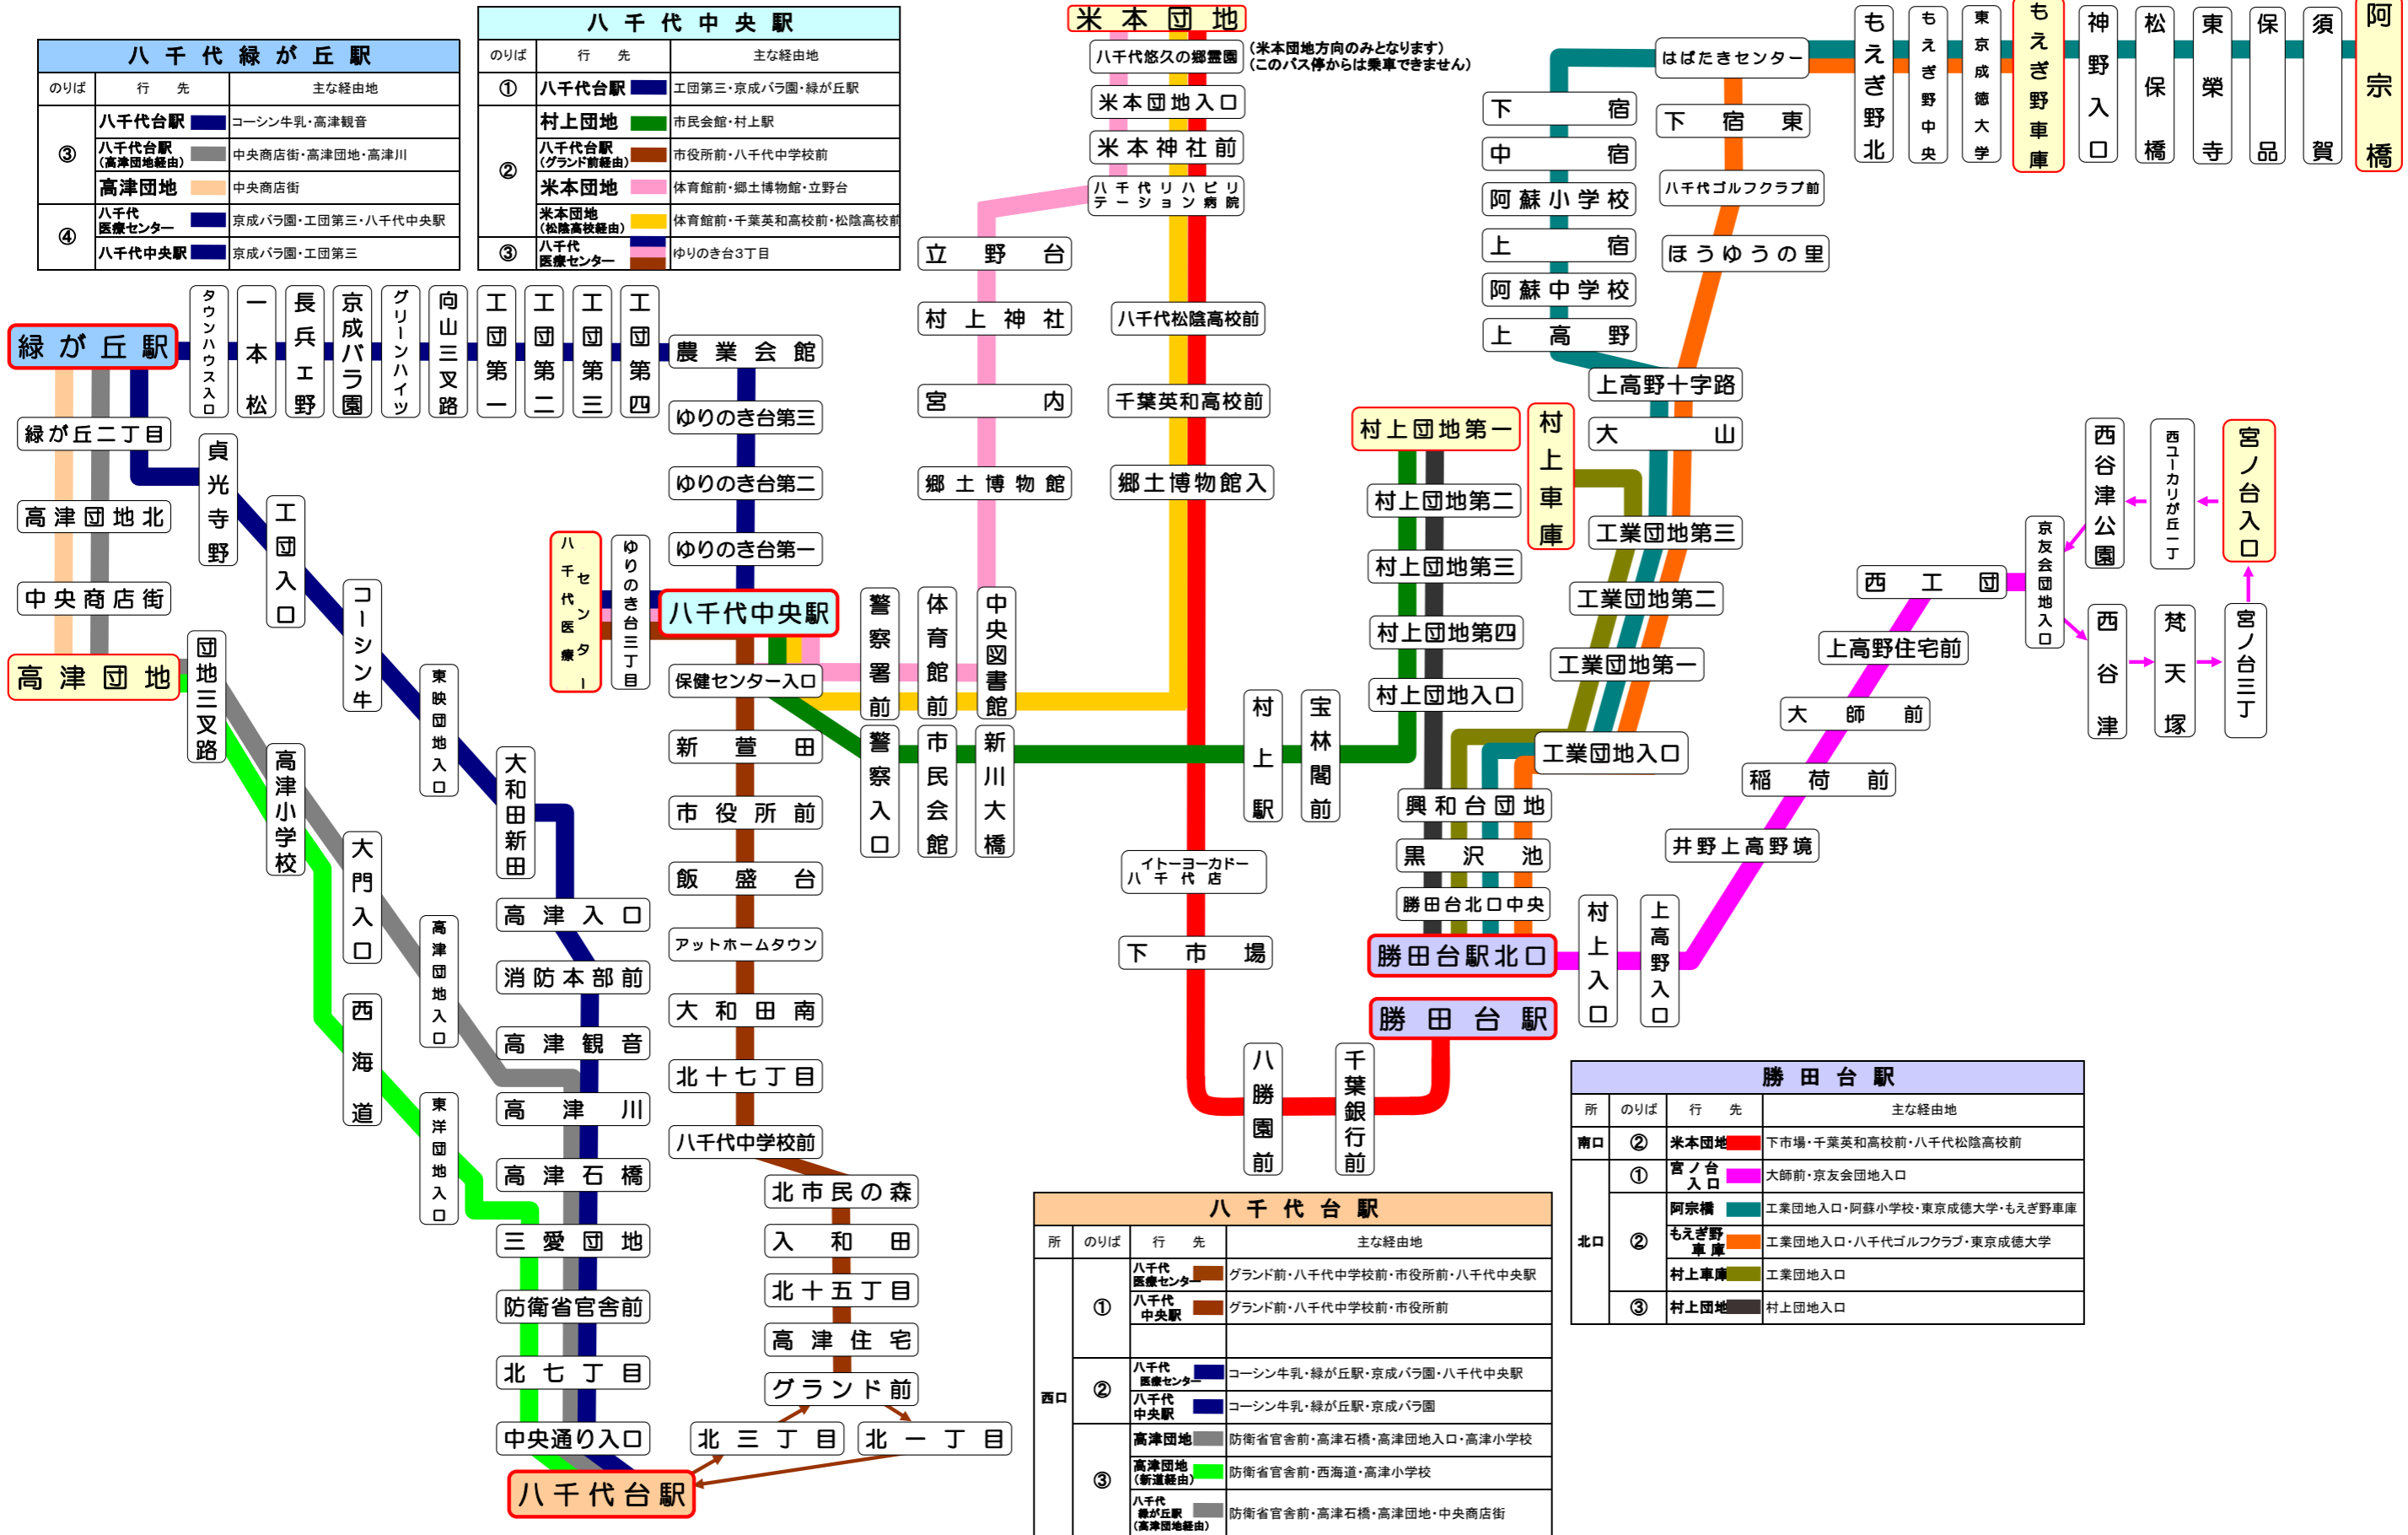 八千代緑が丘駅
のりば 行先 主な経由地
③ 八千代台駅 コーシン牛乳・高津観音
八千代台駅
(高津団地経由) 中央商店街・高津団地・高津川
高津団地 中央商店街
④ 八千代
医療センター 京成バラ園・工団第三・八千代中央駅
八千代中央駅 京成バラ園・工団第三
八千代中央駅
のりば 行先 主な経由地
① 八千代台駅 工団第三・京成バラ園・緑が丘駅
② 村上団地 市民会館・村上駅
八千代台駅
(グランド前経由) 市役所前・八千代中学校前
米本団地 体育館前・郷土博物館・立野台
米本団地
(松陰高校経由) 体育館前・千葉英和高校前・松陰高校前
③ 八千代
医療センター ゆりのき台3丁目
米本団地
八千代悠久の郷霊園
(米本団地方向のみとなります)
(このバス停からは乗車できません)
米本団地入口
米本神社前
八千代リハビリ
テーション病院
立野台
村上神社
宮内
郷土博物館
八千代松陰高校前
千葉英和高校前
郷土博物館入
はばたきセンター
もえぎ野北
もえぎ野中央
東京成徳大学
もえぎ野車庫
神野入口
松保橋
東榮寺
保品
須賀
阿宗橋
下宿
中宿
阿蘇小学校
上宿
阿蘇中学校
上高野
下宿東
八千代ゴルフクラブ前
ほうゆうの里
上高野十字路
大山
工業団地第三
工業団地第二
工業団地第一
工業団地入口
緑が丘駅
タウンハウス入口
一本松
長兵エ野
京成バラ園
グリーンハイツ
向山三叉路
工団第一
工団第二
工団第三
工団第四
農業会館
ゆりのき台第三
ゆりのき台第二
ゆりのき台第一
八千代医療センター
ゆりのき台三丁目
八千代中央駅
緑が丘二丁目
高津団地北
中央商店街
高津団地
貞光寺野
工団入口
コーシン牛
東映団地入口
大和田新田
団地三叉路
高津小学校
大門入口
高津団地入口
西海道
東洋団地入口
高津入口
消防本部前
高津観音
高津川
高津石橋
三愛団地
防衛省官舎前
北七丁目
中央通り入口
八千代台駅
保健センター入口
新萱田
市役所前
飯盛台
アットホームタウン
大和田南
北十七丁目
八千代中学校前
北市民の森
入和田
北十五丁目
高津住宅
グランド前
北三丁目
北一丁目
警察署前
体育館前
中央図書館
警察入口
市民会館
新川大橋
村上駅
宝林閣前
村上団地第一
村上団地第二
村上団地第三
村上団地第四
村上団地入口
村上車庫
興和台団地
黒沢池
勝田台北口中央
勝田台駅北口
勝田台駅
イトーヨーカドー
八千代店
下市場
八勝園前
千葉銀行前
村上入口
上高野入口
井野上高野境
稲荷前
大師前
上高野住宅前
西工団
京友会団地入口
西谷津公園
西ユーカリが丘一丁
宮ノ台入口
西谷津
梵天塚
宮ノ台三丁
勝田台駅
所 のりば 行先 主な経由地
南口 ② 米本団地 下市場・千葉英和高校前・八千代松陰高校前
北口 ① 宮ノ台
入口 大師前・京友会団地入口
② 阿宗橋 工業団地入口・阿蘇小学校・東京成徳大学・もえぎ野車庫
もえぎ野
車庫 工業団地入口・八千代ゴルフクラブ・東京成徳大学
村上車庫 工業団地入口
③ 村上団地 村上団地入口
八千代台駅
所 のりば 行先 主な経由地
西口 ① 八千代
医療センター グランド前・八千代中学校前・市役所前・八千代中央駅
八千代
中央駅 グランド前・八千代中学校前・市役所前
② 八千代
医療センター コーシン牛乳・緑が丘駅・京成バラ園・八千代中央駅
八千代
中央駅 コーシン牛乳・緑が丘駅・京成バラ園
③ 高津団地 防衛省官舎前・高津石橋・高津団地入口・高津小学校
高津団地
(新道経由) 防衛省官舎前・西海道・高津小学校
八千代
緑が丘駅
(高津団地経由) 防衛省官舎前・高津石橋・高津団地・中央商店街